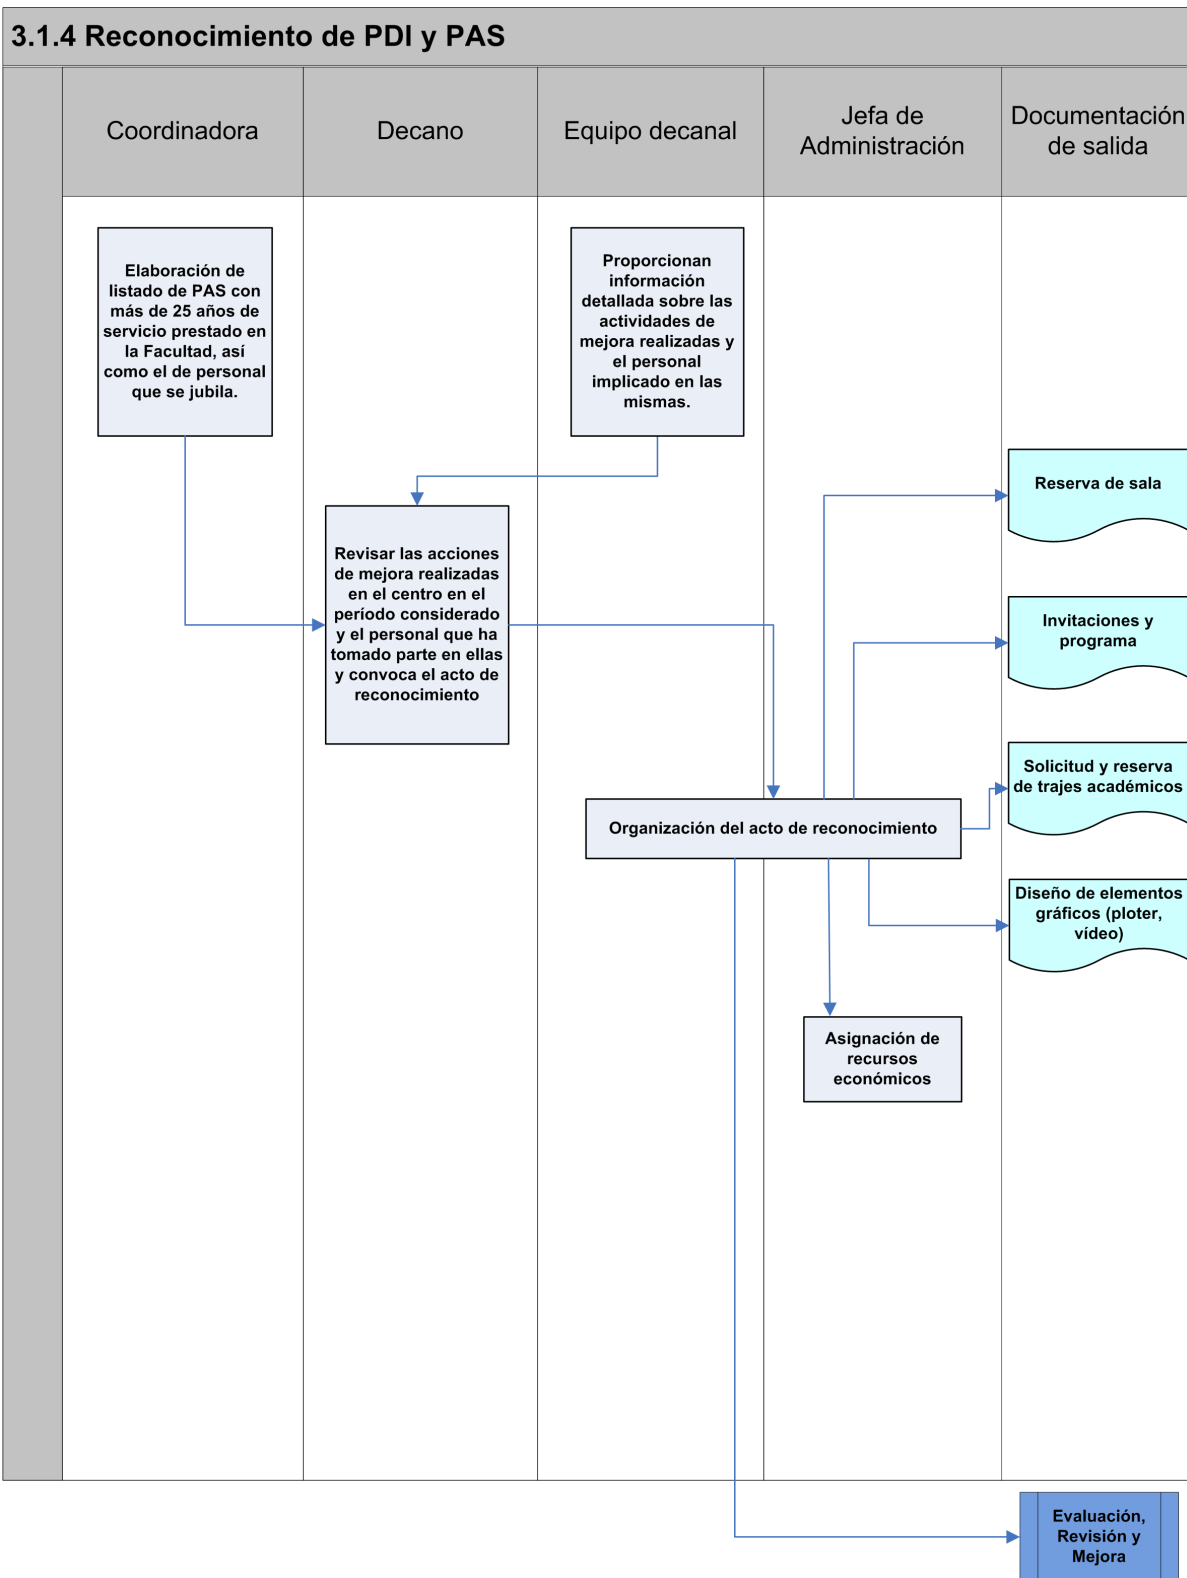 3.1.4 Reconocimiento de PDI y PAS
Coordinadora
Decano
Equipo decanal
Jefa de
Administración
Documentación
de salida
Elaboración de
listado de PAS con
más de 25 años de
servicio prestado en
la Facultad, así
como el de personal
que se jubila.
Proporcionan
información
detallada sobre las
actividades de
mejora realizadas y
el personal
implicado en las
mismas.
Revisar las acciones
de mejora realizadas
en el centro en el
período considerado
y el personal que ha
tomado parte en ellas
y convoca el acto de
reconocimiento
Reserva de sala
Invitaciones y
programa
Solicitud y reserva
de trajes académicos
Organización del acto de reconocimiento
Diseño de elementos
gráficos (ploter,
vídeo)
Asignación de
recursos
económicos
Evaluación,
Revisión y
Mejora